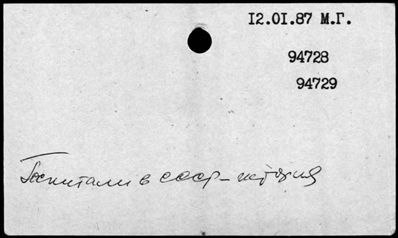 12.01.87 М.Г.
94728
94729
Госпитали в СССР - история